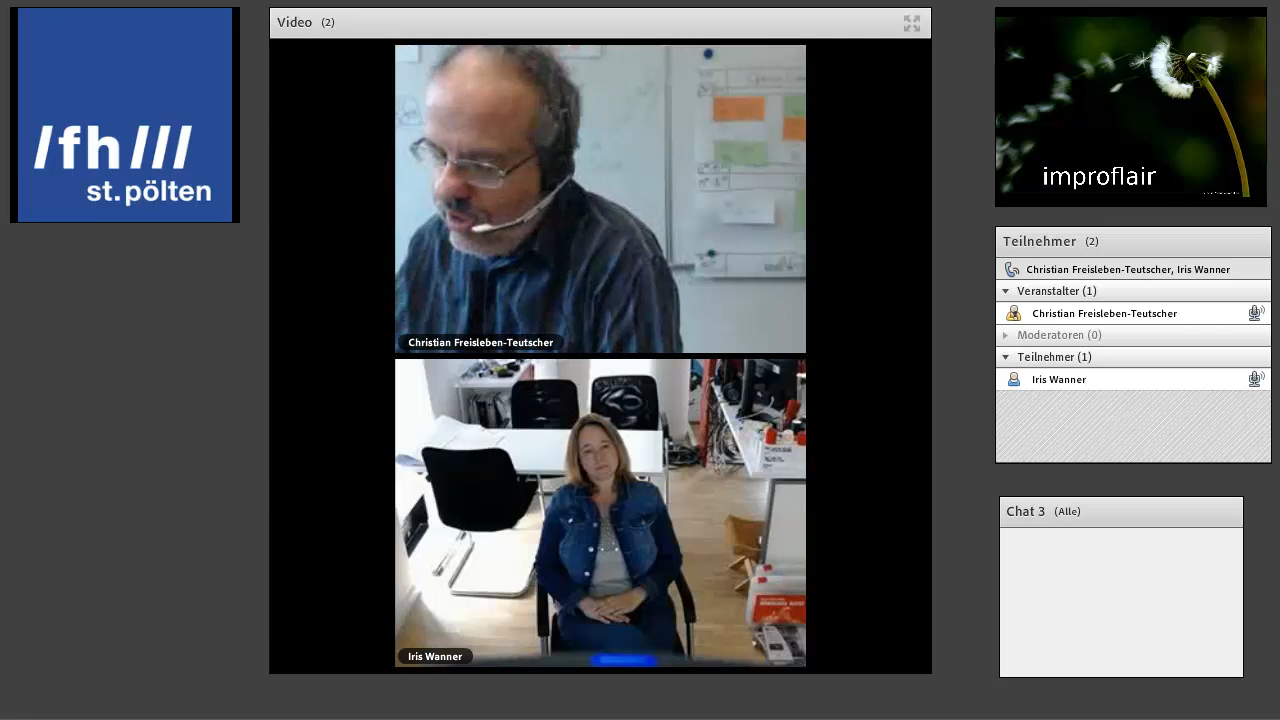 /fh///
st.pölten
Video (2)
Christian Freisleben-Teutscher
Iris Wanner
improflair
Teilnehmer (2)
Christian Freisleben-Teutscher, Iris Wanner
Veranstalter (1)
Christian Freisleben-Teutscher
Moderatoren (0)
Teilnehmer (1)
Iris Wanner
Chat 3 (Alle)